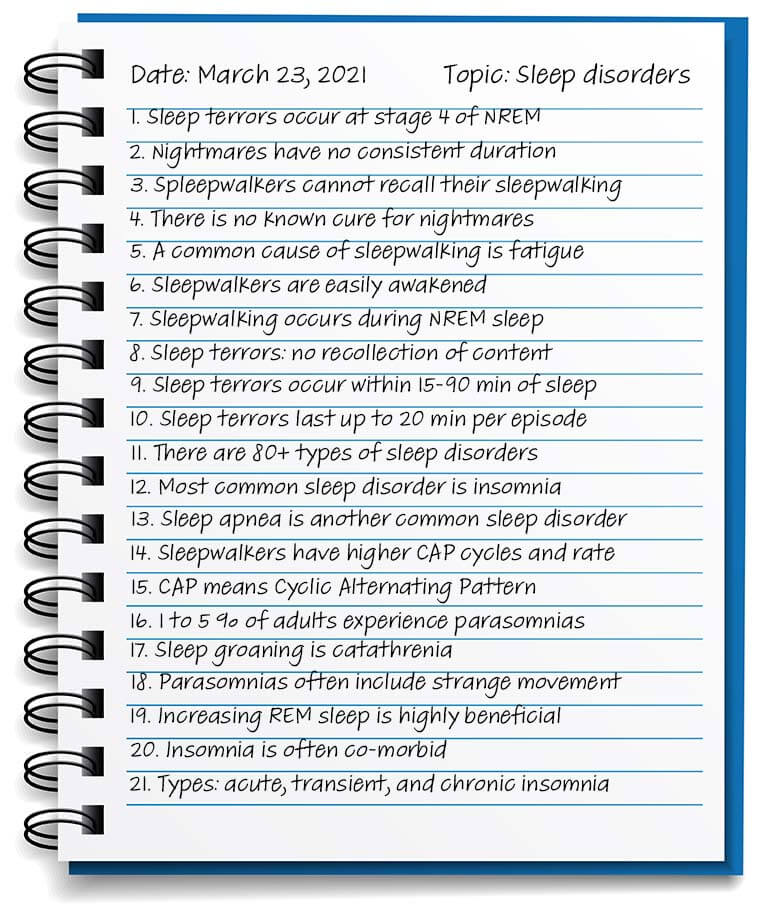 Date: March 23, 2021 Topic: Sleep disorders
1. Sleep terrors occur at stage 4 of NREM
2. Nightmares have no consistent duration
3. Spleepwalkers cannot recall their sleepwalking
4. There is no known cure for nightmares
5. A common cause of sleepwalking is fatigue
6. Sleepwalkers are easily awakened
7. Sleepwalking occurs during NREM sleep
8. Sleep terrors: no recollection of content
9. Sleep terrors occur within 15-90 min of sleep
10. Sleep terrors last up to 20 min per episode
11. There are 80+ types of sleep disorders
12. Most common sleep disorder is insomnia
13. Sleep apnea is another common sleep disorder
14. Sleepwalkers have higher CAP cycles and rate
15. CAP means Cyclic Alternating Pattern
16. 1 to 5 % of adults experience parasomnias
17. Sleep groaning is catathrenia
18. Parasomnias often include strange movement
19. Increasing REM sleep is highly beneficial
20. Insomnia is often co-morbid
21. Types: acute, transient, and chronic insomnia